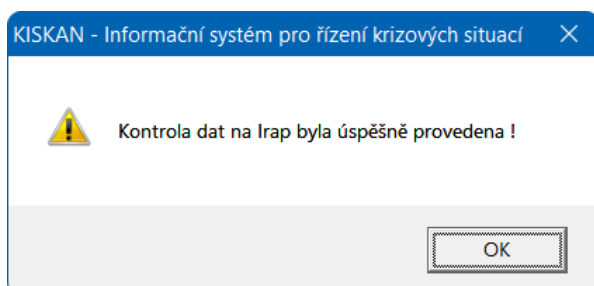 KISKAN - Informační systém pro řízení krizových situací
Kontrola dat na Irap byla úspěšně provedena !
OK